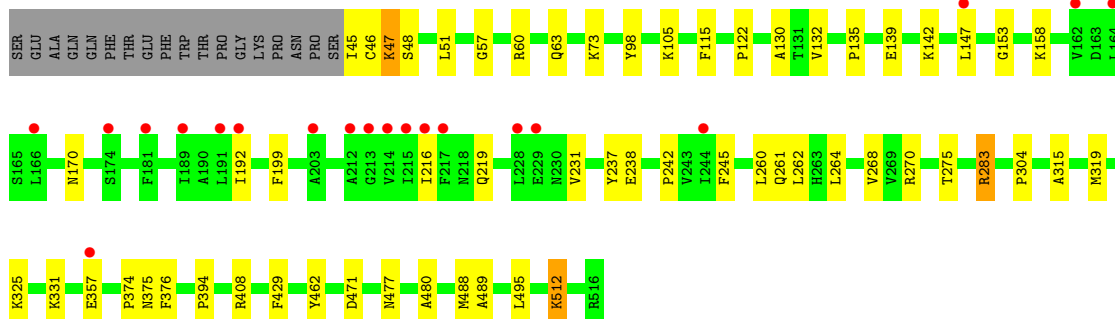 SER GLU ALA GLN GLN PHE THR GLU PHE TRP THR PRO GLY LYS PRO ASN PRO SER I45 C46 K47 S48 L51 G57 R60 Q63 K73 Y98 K105 F115 P122 A130 T131 V132 P135 E139 K142 L147 G153 K158 V162 D163 L164
S165 L166 N170 S174 F181 I189 A190 L191 I192 F199 A203 A212 G213 V214 I215 I216 F217 N218 Q219 L228 E229 N230 V231 Y237 E238 P242 V243 I244 F245 L260 Q261 L262 H263 L264 V268 V269 R270 T275 R283 P304 A315 M319
K325 K331 E357 P374 N375 F376 P394 R408 F429 Y462 D471 N477 A480 M488 A489 L495 K512 R516